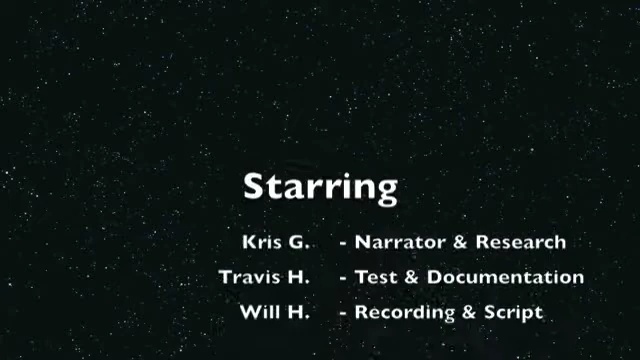 Starring
Kris G. - Narrator & Research
Travis H. - Test & Documentation
Will H. - Recording & Script